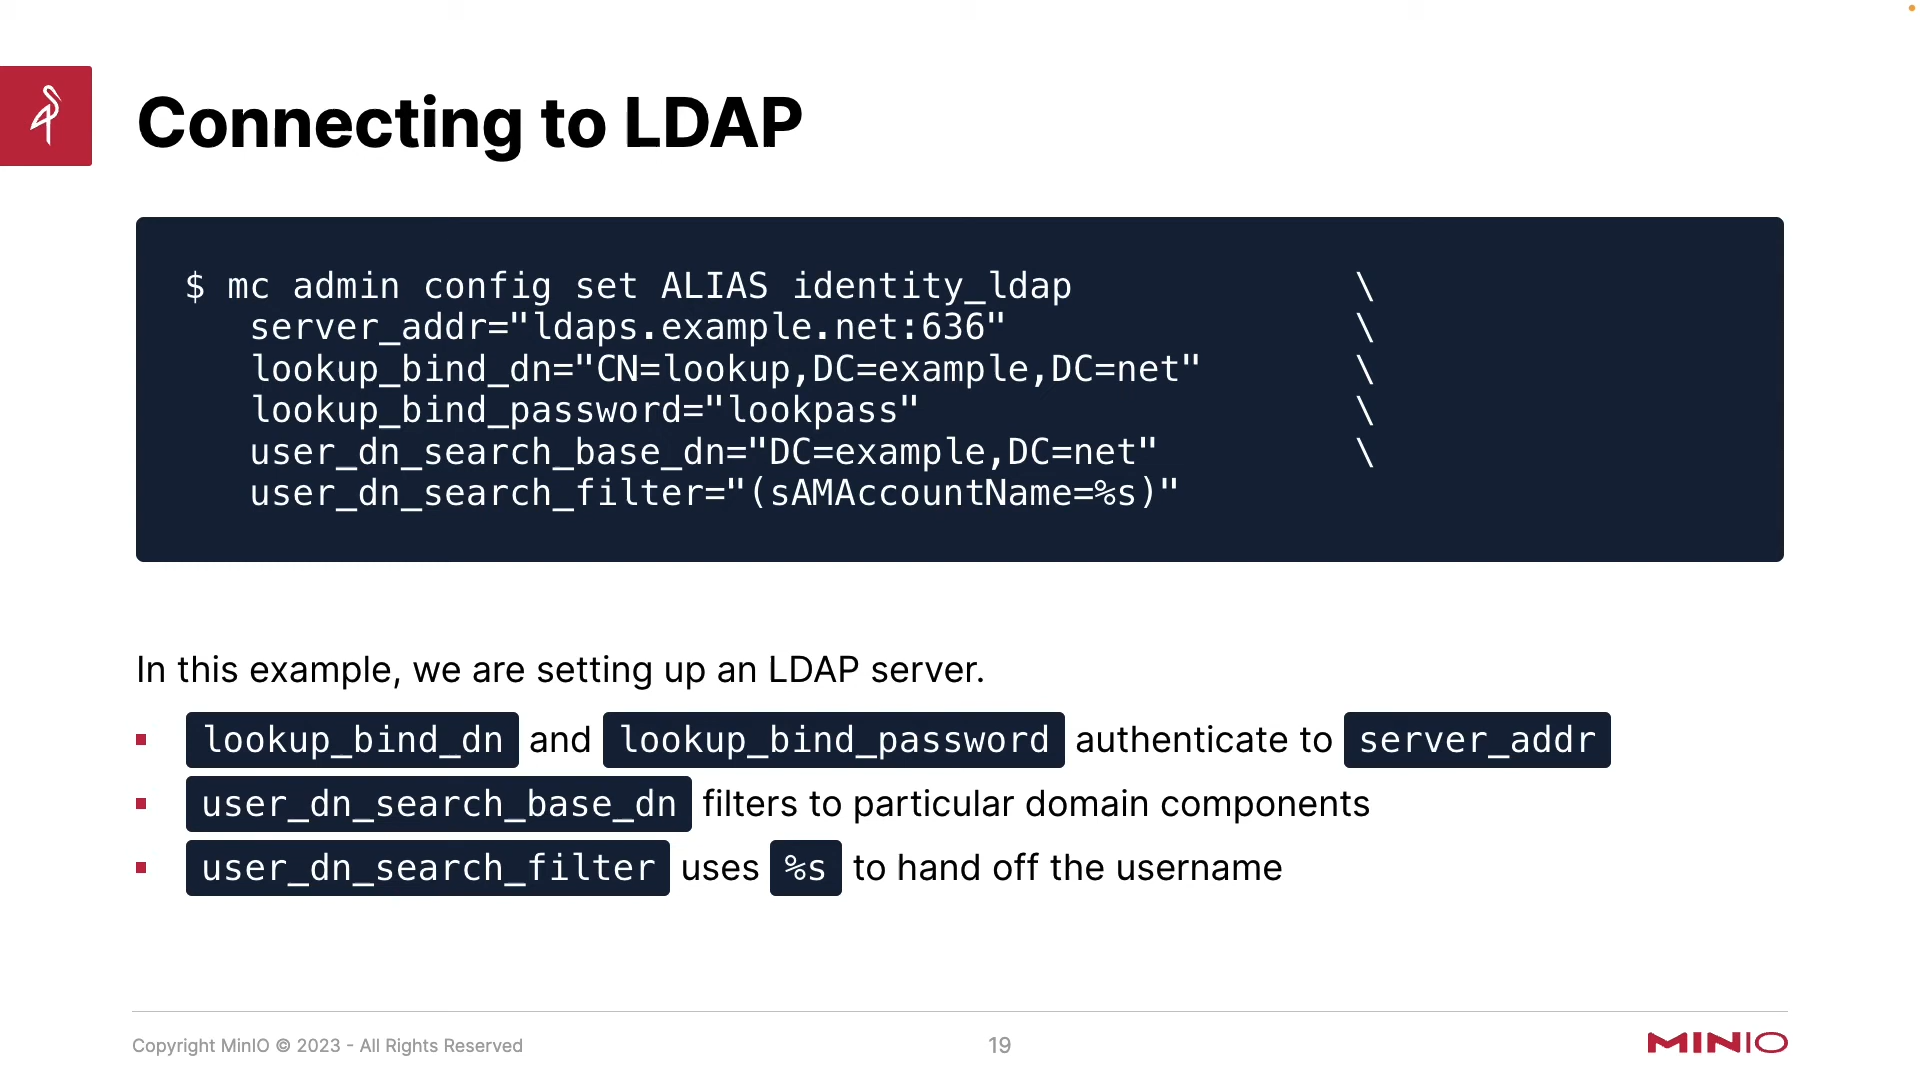 Connecting to LDAP
$ mc admin config set ALIAS identity_ldap \
server_addr="ldaps.example.net:636" \
lookup_bind_dn="CN=lookup,DC=example,DC=net" \
lookup_bind_password="lookpass" \
user_dn_search_base_dn="DC=example,DC=net" \
user_dn_search_filter="(sAMAccountName=%s)"
In this example, we are setting up an LDAP server.
▪ lookup_bind_dn and lookup_bind_password authenticate to server_addr
▪ user_dn_search_base_dn filters to particular domain components
▪ user_dn_search_filter uses %s to hand off the username
Copyright MinIO © 2023 - All Rights Reserved
19
MINIO